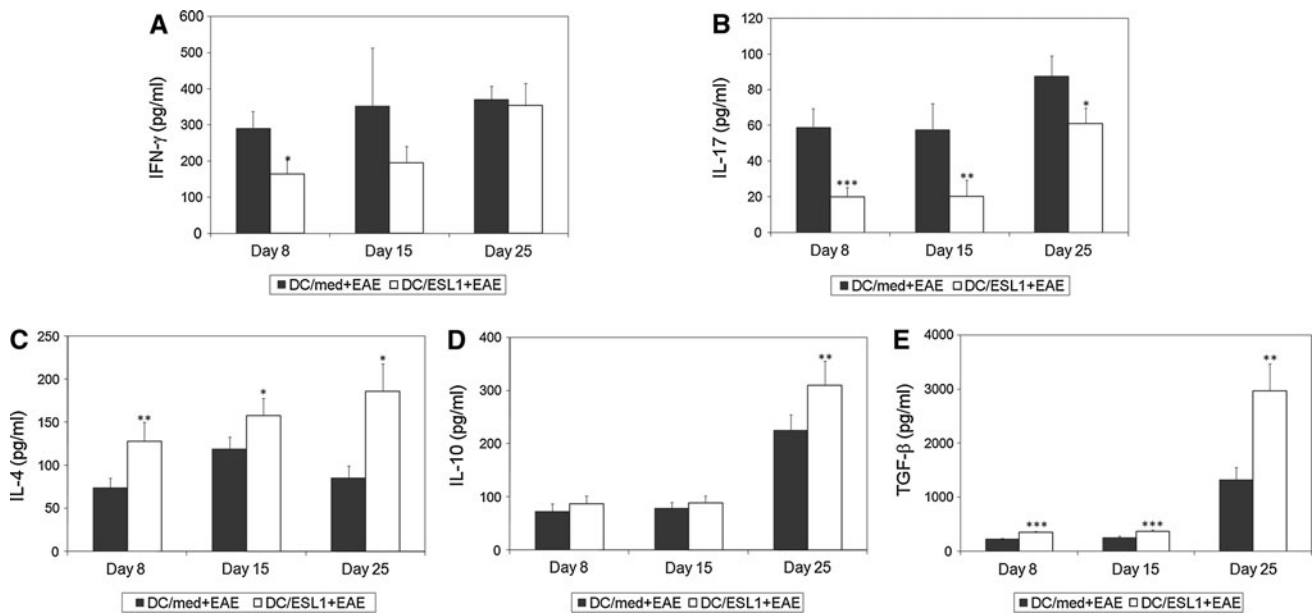 A
IFN-γ (pg/ml)
600
500
400
300
200
100
0
*
Day 8 Day 15 Day 25
DC/med+EAE DC/ESL1+EAE
B
IL-17 (pg/ml)
120
100
80
60
40
20
0
*** ** *
Day 8 Day 15 Day 25
DC/med+EAE DC/ESL1+EAE
C
IL-4 (pg/ml)
250
200
150
100
50
0
** * *
Day 8 Day 15 Day 25
DC/med+EAE DC/ESL1+EAE
D
IL-10 (pg/ml)
400
300
200
100
0
**
Day 8 Day 15 Day 25
DC/med+EAE DC/ESL1+EAE
E
TGF-β (pg/ml)
4000
3000
2000
1000
0
*** *** **
Day 8 Day 15 Day 25
DC/med+EAE DC/ESL1+EAE